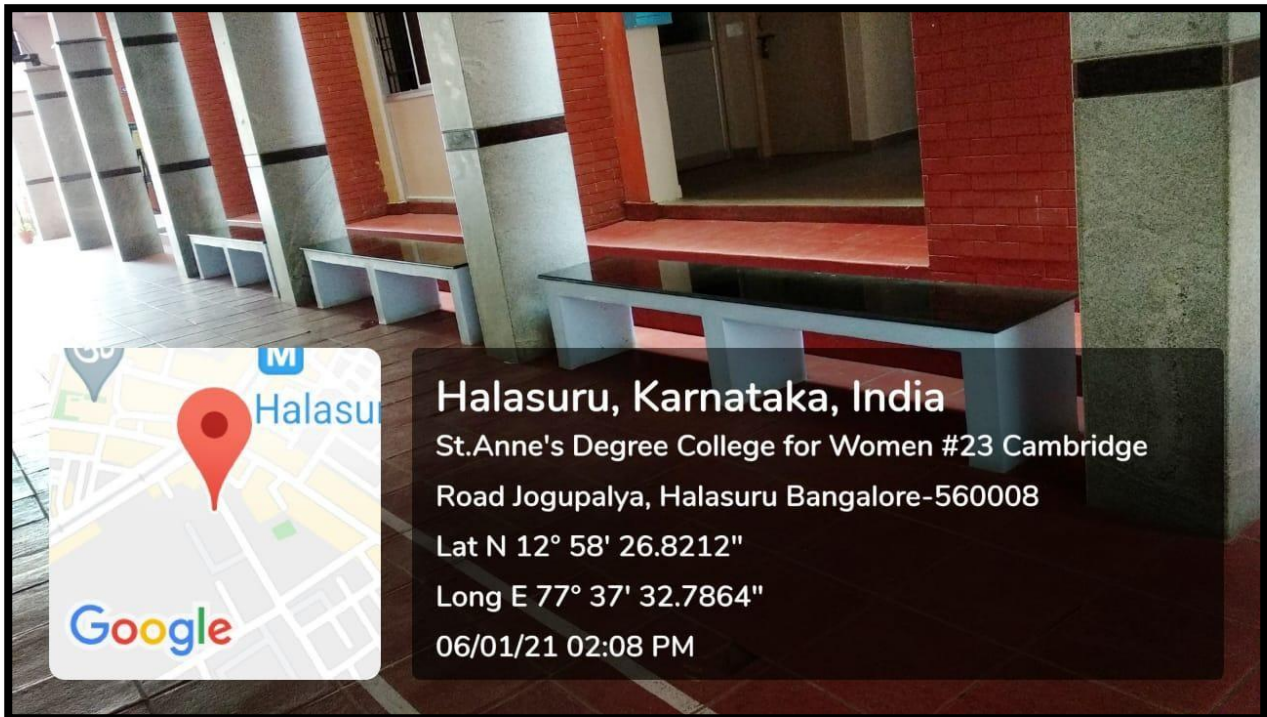 M
Halasur
Google
Halasuru, Karnataka, India
St.Anne's Degree College for Women #23 Cambridge
Road Jogupalya, Halasuru Bangalore-560008
Lat N 12° 58' 26.8212"
Long E 77° 37' 32.7864"
06/01/21 02:08 PM